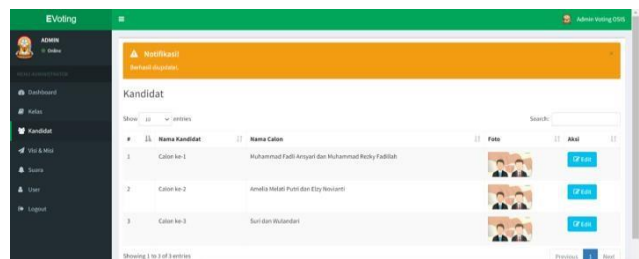 EVoting
Admin Voting OSIS
ADMIN
Online
Dashboard
Kelas
Kandidat
Visi & Misi
Suara
User
Logout
Notifikasi!
Berhasil diupdate!.
×
Kandidat
Show 10 entries
Search:
# Nama Kandidat Nama Calon Foto Aksi
1 Calon ke-1 Muhammad Fadli Ansyari dan Muhammad Rezky Fadillah Edit
2 Calon ke-2 Amelia Melati Putri dan Elzy Novianti Edit
3 Calon ke-3 Suri dan Wulandari Edit
Showing 1 to 3 of 3 entries
Previous 1 Next